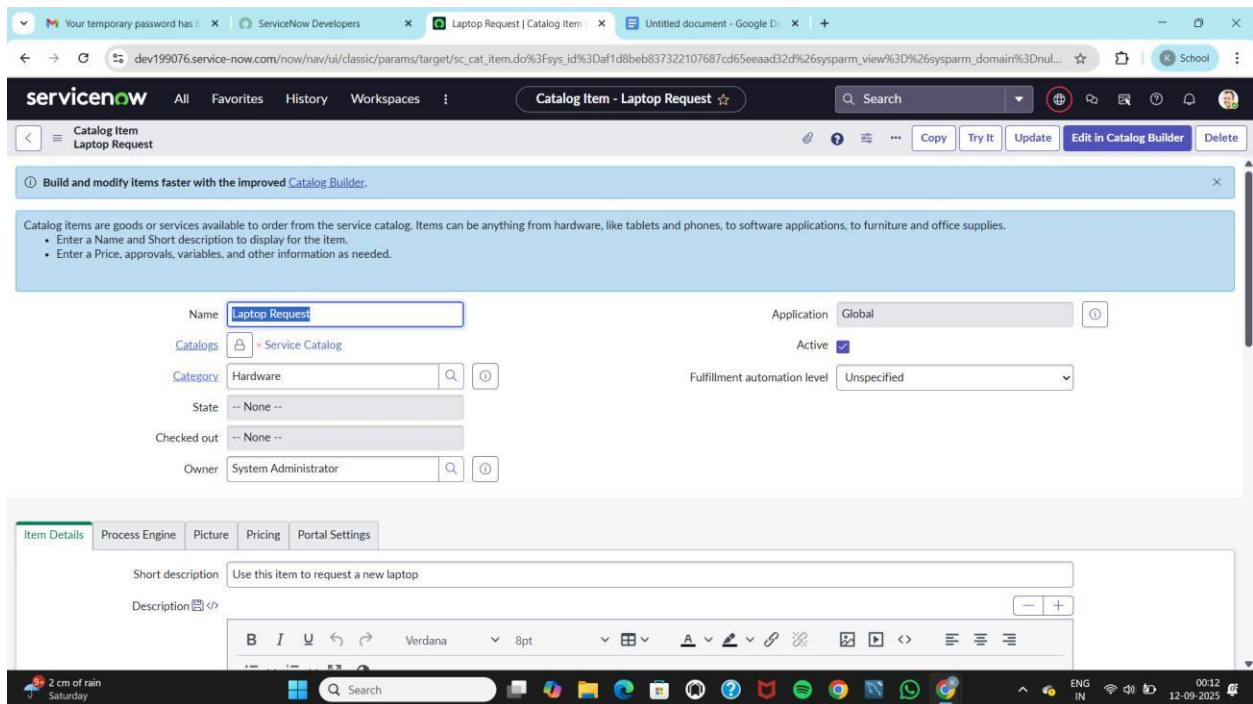 Your temporary password has b
ServiceNow Developers
Laptop Request | Catalog Item |
Untitled document - Google D
dev199076.service-now.com/now/nav/ui/classic/params/target/sc_cat_item.do%3Fsys_id%3Daf1d8beb837322107687cd65eeaad32d%26sysparm_view%3D%26sysparm_domain%3Dnul...
School
servicenow All Favorites History Workspaces Catalog Item - Laptop Request Search
Catalog Item
Laptop Request
Copy Try It Update Edit in Catalog Builder Delete
Build and modify items faster with the improved Catalog Builder.
Catalog items are goods or services available to order from the service catalog. Items can be anything from hardware, like tablets and phones, to software applications, to furniture and office supplies.
• Enter a Name and Short description to display for the item.
• Enter a Price, approvals, variables, and other information as needed.
Name Laptop Request
Application Global
Catalogs Service Catalog
Active
Category Hardware
Fulfillment automation level Unspecified
State -- None --
Checked out -- None --
Owner System Administrator
Item Details Process Engine Picture Pricing Portal Settings
Short description Use this item to request a new laptop
Description
B I U Verdana 8pt A
9+ 2 cm of rain
Saturday
Search
ENG
IN
00:12
12-09-2025